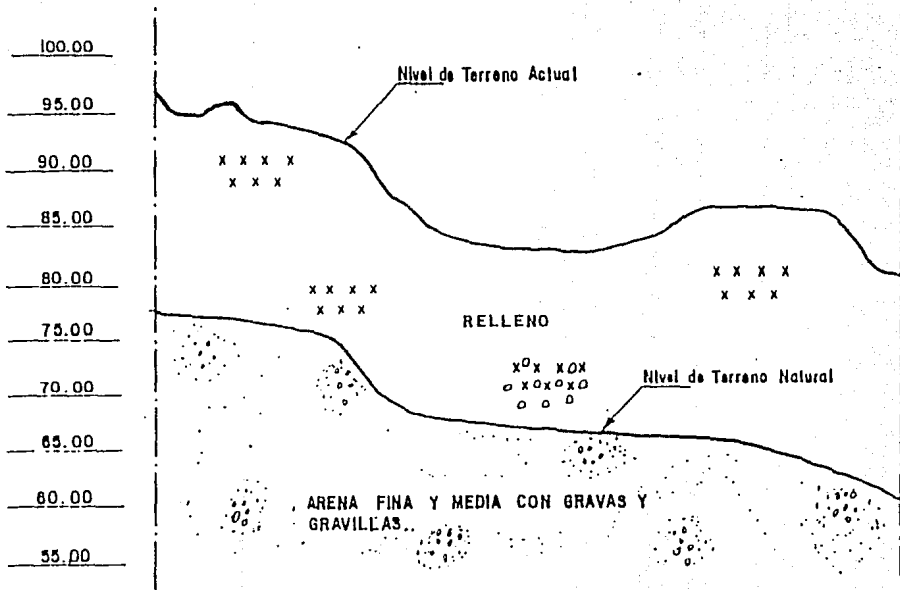 100.00
Nivel de Terreno Actual
95.00
90.00
x x x x
x x x
85.00
80.00
x x x x
x x x
x x x x
x x x
75.00
RELLENO
70.00
Nivel de Terreno Natural
65.00
60.00
ARENA FINA Y MEDIA CON GRAVAS Y
GRAVILLAS..
55.00